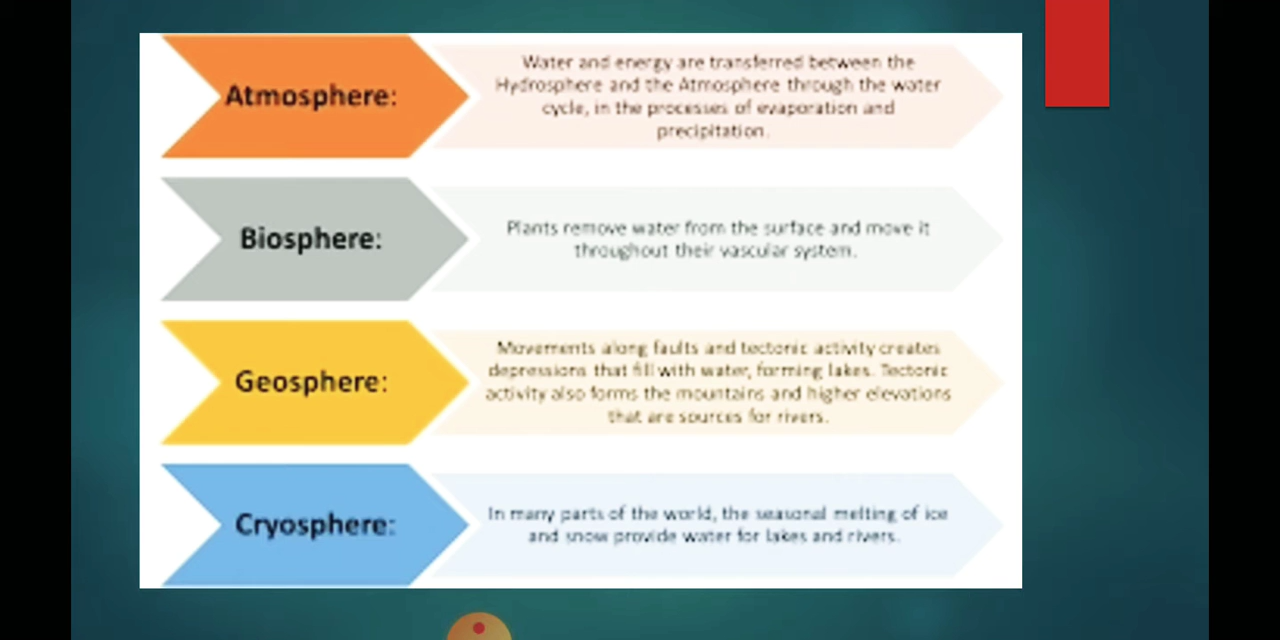 Atmosphere:
Water and energy are transferred between the
Hydrosphere and the Atmosphere through the water
cycle, in the processes of evaporation and
precipitation.
Biosphere:
Plants remove water from the surface and move it
throughout their vascular system.
Geosphere:
Movements along faults and tectonic activity creates
depressions that fill with water, forming lakes. Tectonic
activity also forms the mountains and higher elevations
that are sources for rivers.
Cryosphere:
In many parts of the world, the seasonal melting of ice
and snow provide water for lakes and rivers.